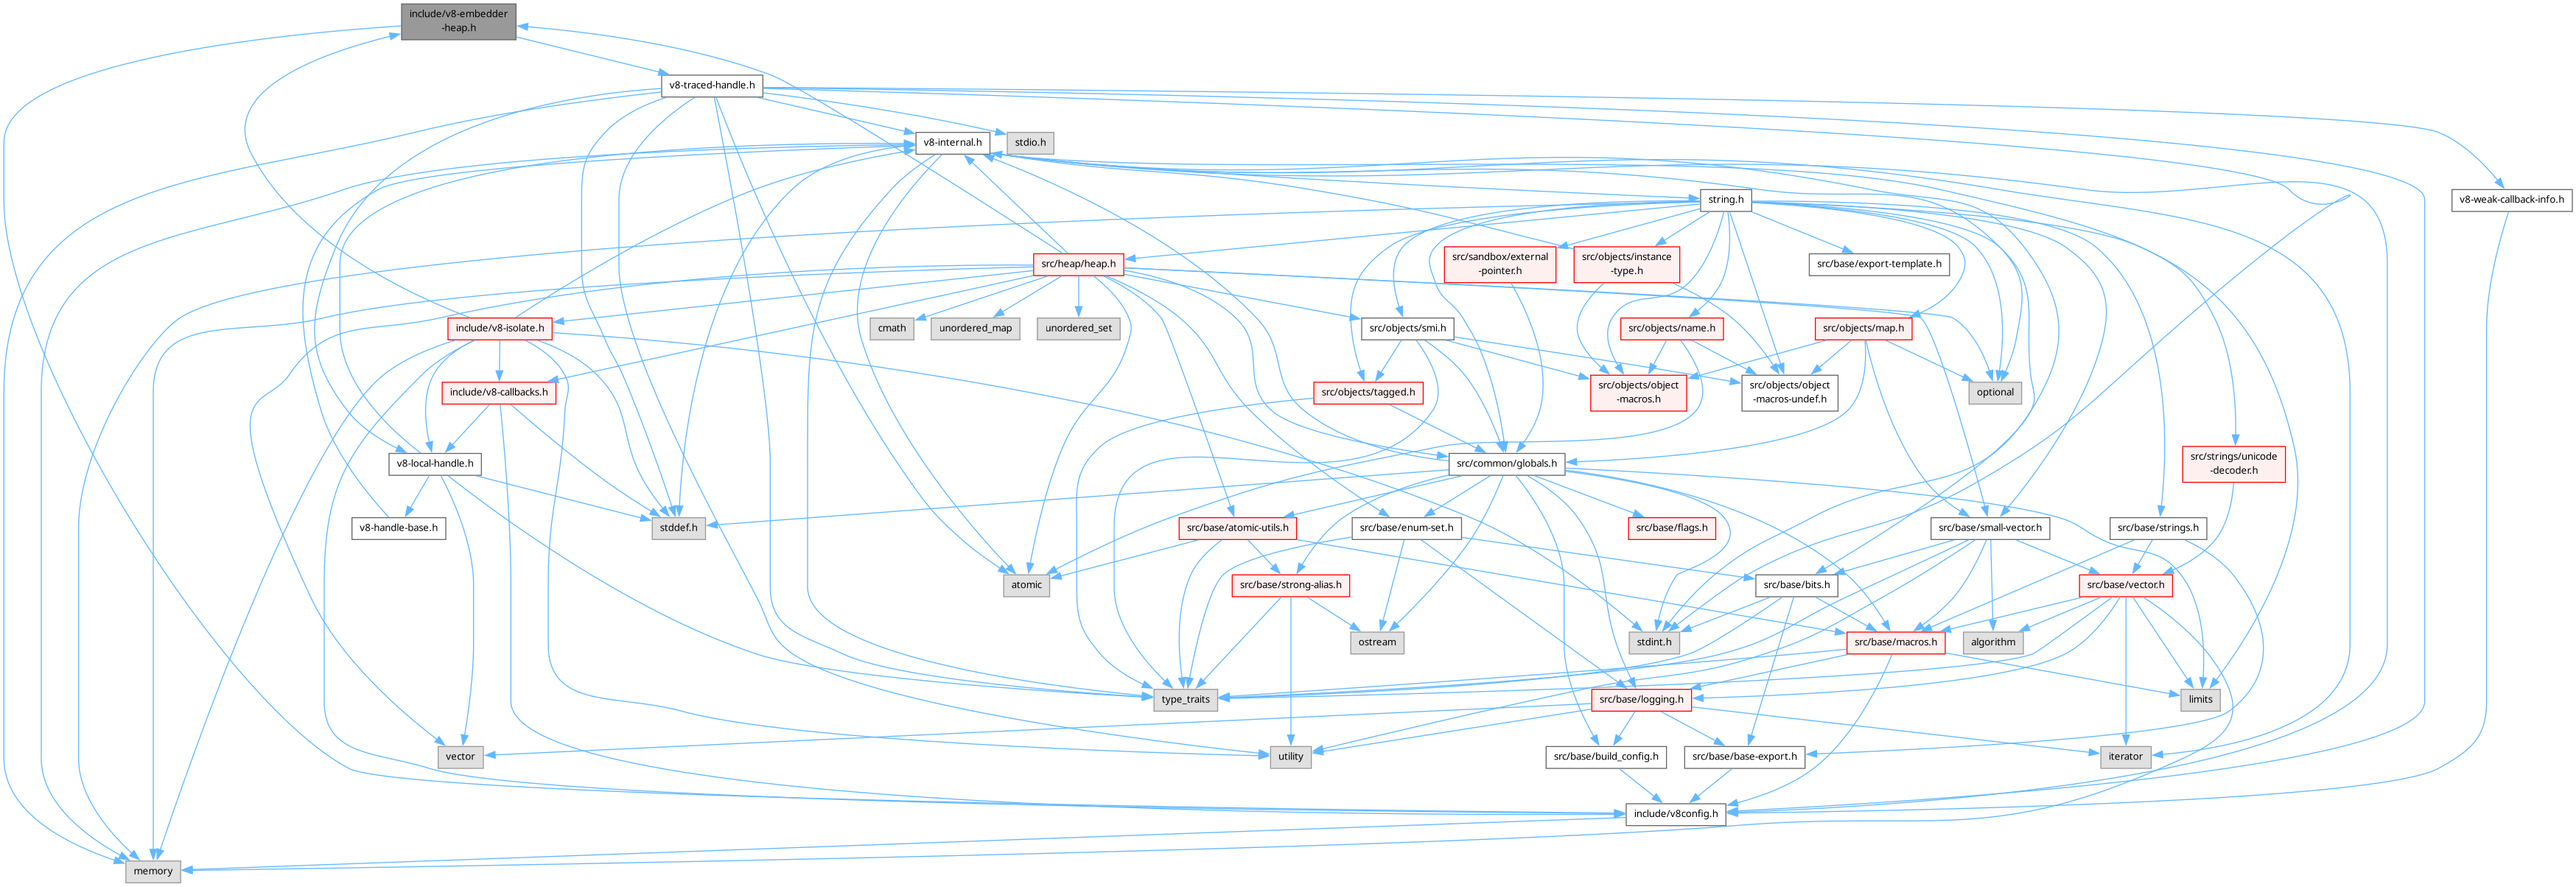 include/v8-embedder
-heap.h
v8-traced-handle.h
v8-internal.h
stdio.h
string.h
v8-weak-callback-info.h
src/heap/heap.h
src/sandbox/external
-pointer.h
src/objects/instance
-type.h
src/base/export-template.h
include/v8-isolate.h
cmath
unordered_map
unordered_set
src/objects/smi.h
src/objects/name.h
src/objects/map.h
include/v8-callbacks.h
src/objects/tagged.h
src/objects/object
-macros.h
src/objects/object
-macros-undef.h
optional
v8-local-handle.h
src/common/globals.h
src/strings/unicode
-decoder.h
v8-handle-base.h
stddef.h
src/base/atomic-utils.h
src/base/enum-set.h
src/base/flags.h
src/base/small-vector.h
src/base/strings.h
atomic
src/base/strong-alias.h
src/base/bits.h
src/base/vector.h
ostream
stdint.h
src/base/macros.h
algorithm
type_traits
src/base/logging.h
limits
vector
utility
src/base/build_config.h
src/base/base-export.h
iterator
include/v8config.h
memory